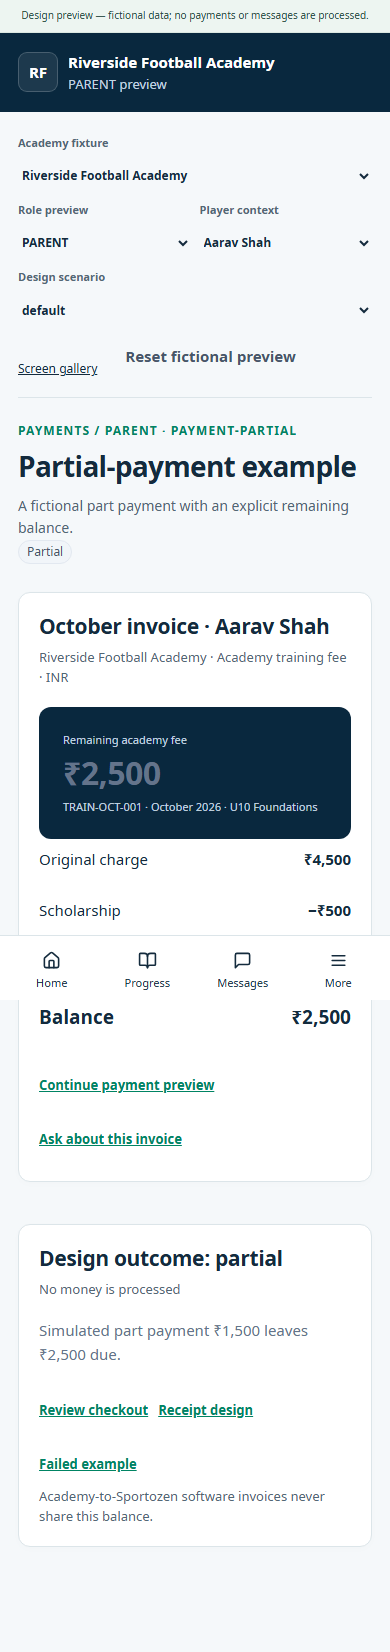 Design preview — fictional data; no payments or messages are processed.
RF
Riverside Football Academy
PARENT preview
Academy fixture
Riverside Football Academy
Role preview
Player context
PARENT
Aarav Shah
Design scenario
default
Screen gallery
Reset fictional preview
PAYMENTS / PARENT · PAYMENT-PARTIAL
Partial-payment example
A fictional part payment with an explicit remaining
balance.
Partial
October invoice · Aarav Shah
Riverside Football Academy · Academy training fee
· INR
Remaining academy fee
₹2,500
TRAIN-OCT-001 · October 2026 · U10 Foundations
Original charge ₹4,500
Scholarship −₹500
Home
Progress
Messages
More
Balance ₹2,500
Continue payment preview
Ask about this invoice
Design outcome: partial
No money is processed
Simulated part payment ₹1,500 leaves
₹2,500 due.
Review checkout Receipt design
Failed example
Academy-to-Sportozen software invoices never
share this balance.